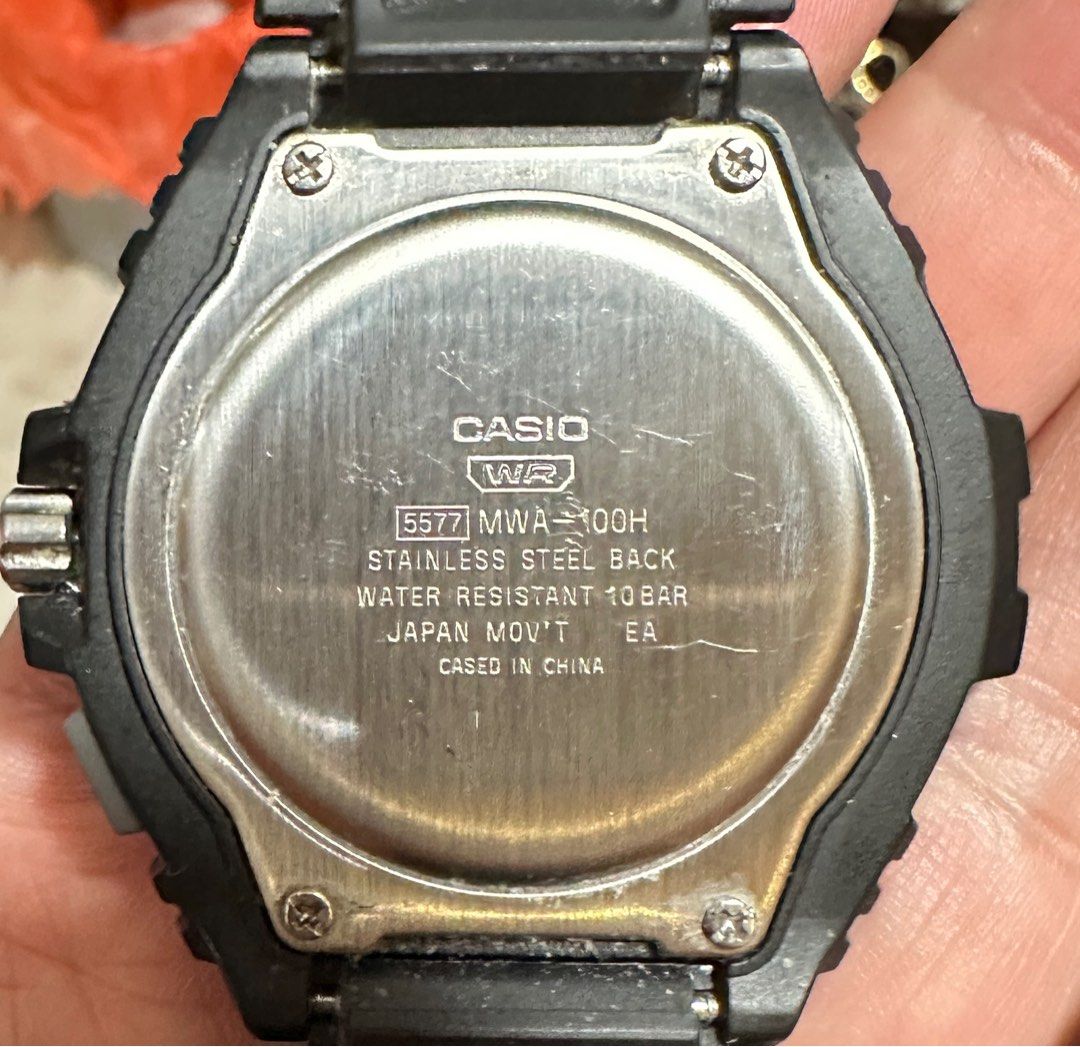 CASIO
WR
5577 MWA-100H
STAINLESS STEEL BACK
WATER RESISTANT 10BAR
JAPAN MOV'T EA
CASED IN CHINA